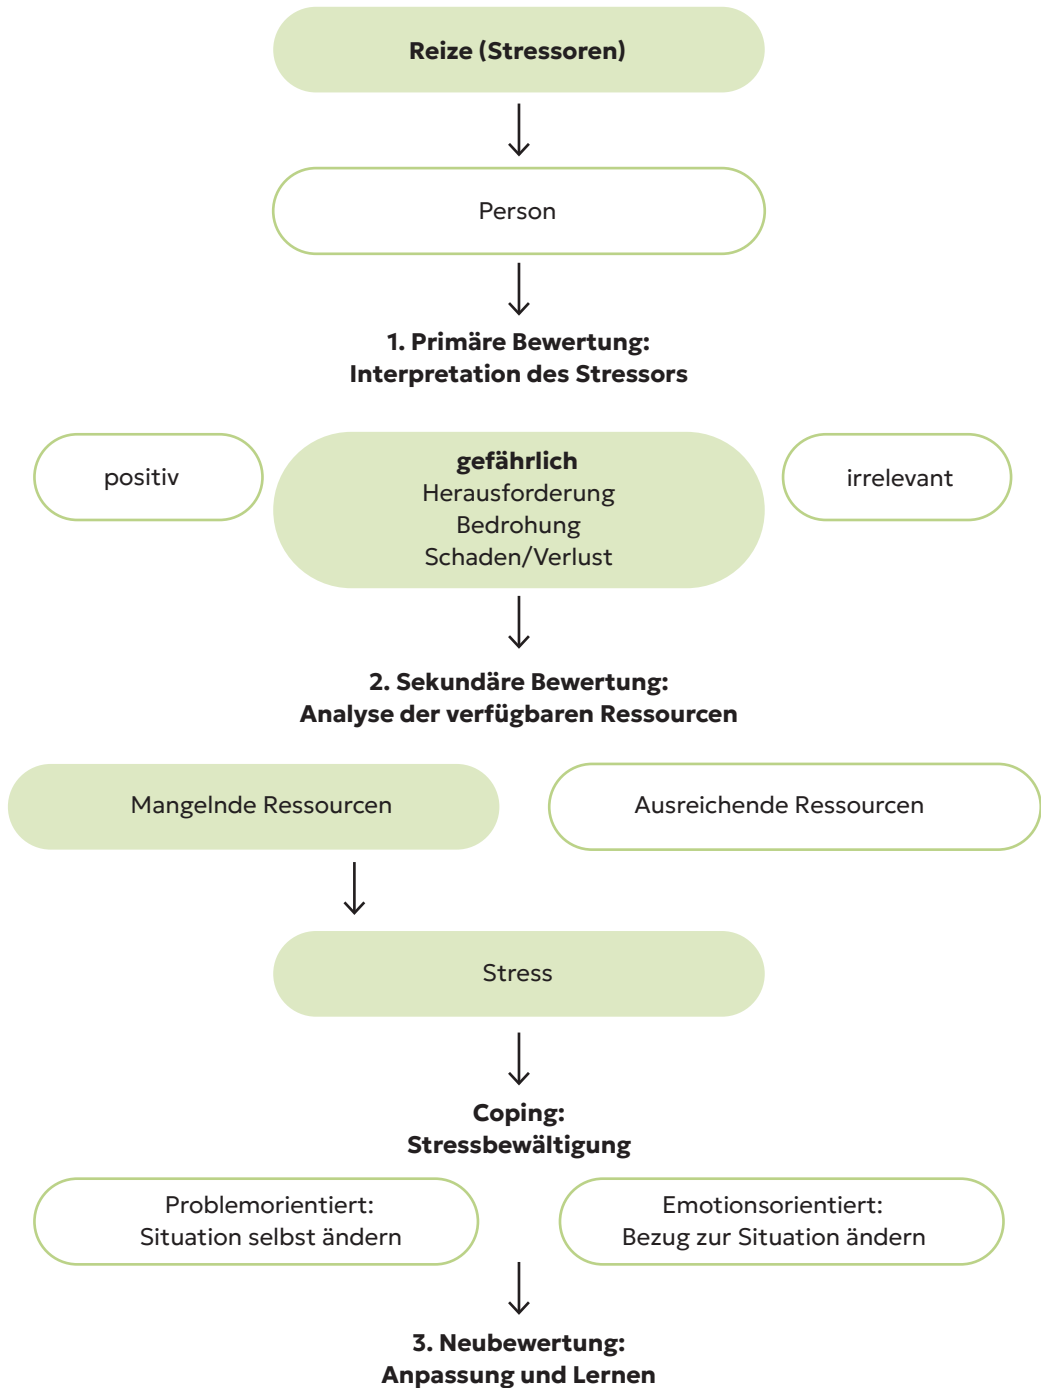 Reize (Stressoren)
Person
1. Primäre Bewertung:
Interpretation des Stressors
positiv
gefährlich
Herausforderung
Bedrohung
Schaden/Verlust
irrelevant
2. Sekundäre Bewertung:
Analyse der verfügbaren Ressourcen
Mangelnde Ressourcen
Ausreichende Ressourcen
Stress
Coping:
Stressbewältigung
Problemorientiert:
Situation selbst ändern
Emotionsorientiert:
Bezug zur Situation ändern
3. Neubewertung:
Anpassung und Lernen